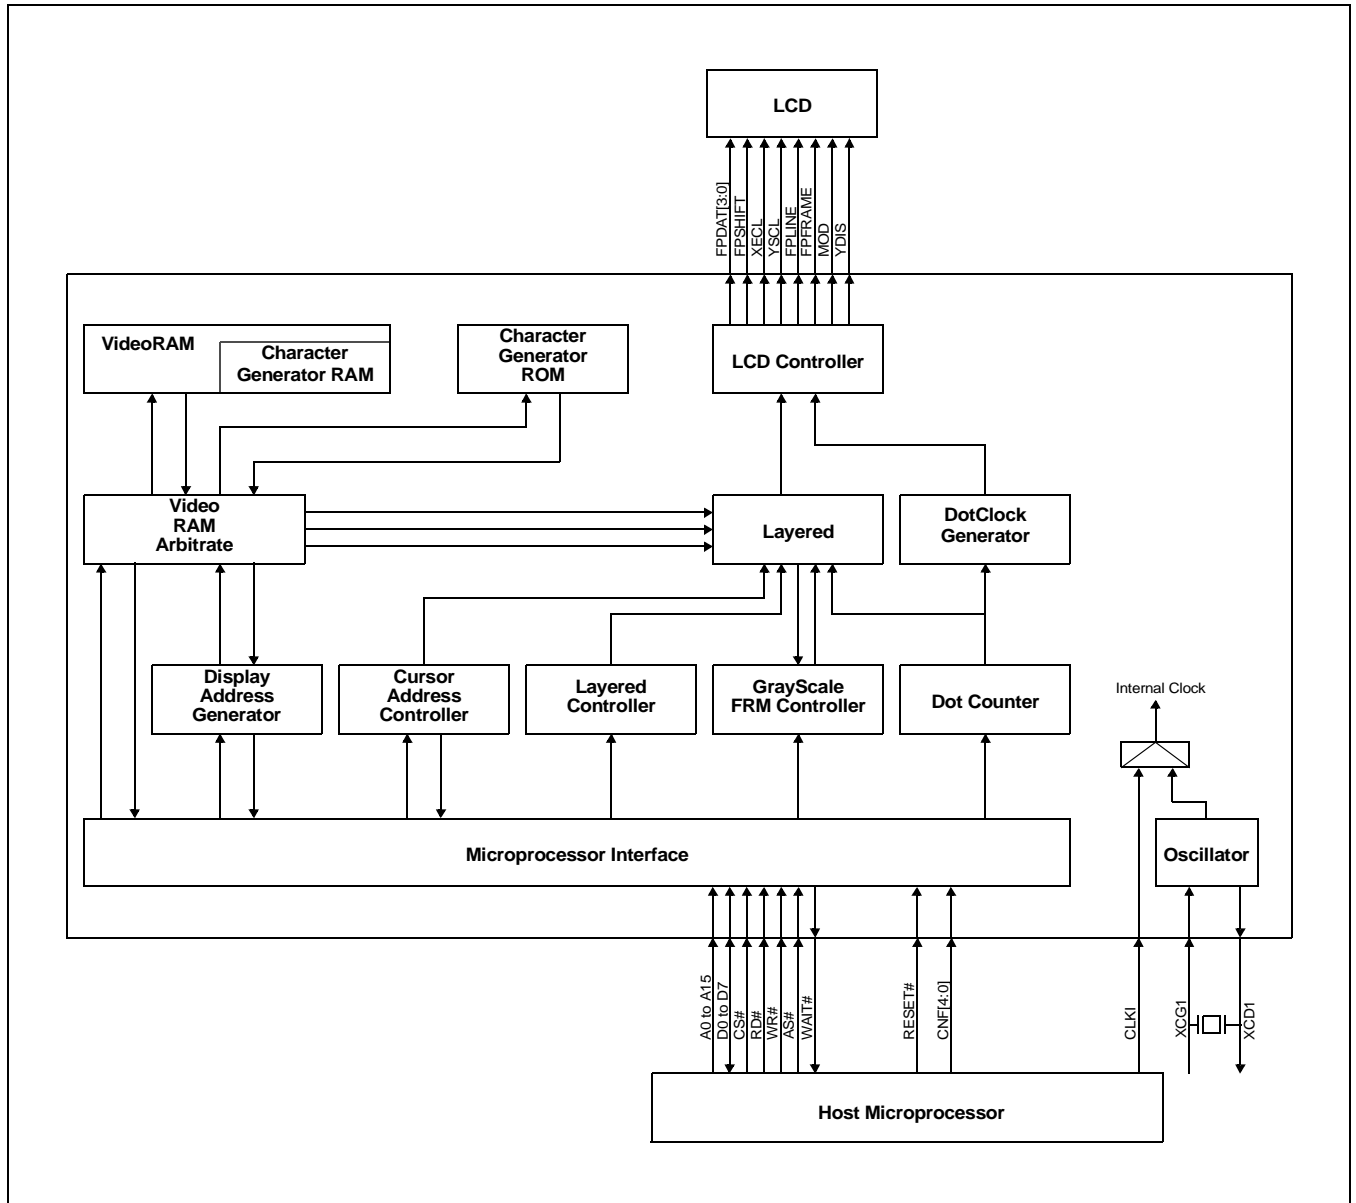 LCD
FPDAT[3:0]
FPSHIFT
XECL
YSCL
FPLINE
FPFRAME
MOD
YDIS
VideoRAM
Character
Generator RAM
Character
Generator
ROM
LCD Controller
Video
RAM
Arbitrate
Layered
DotClock
Generator
Display
Address
Generator
Cursor
Address
Controller
Layered
Controller
GrayScale
FRM Controller
Dot Counter
Internal Clock
Microprocessor Interface
Oscillator
A0 to A15
D0 to D7
CS#
RD#
WR#
AS#
WAIT#
RESET#
CNF[4:0]
CLKI
XCG1
XCD1
Host Microprocessor